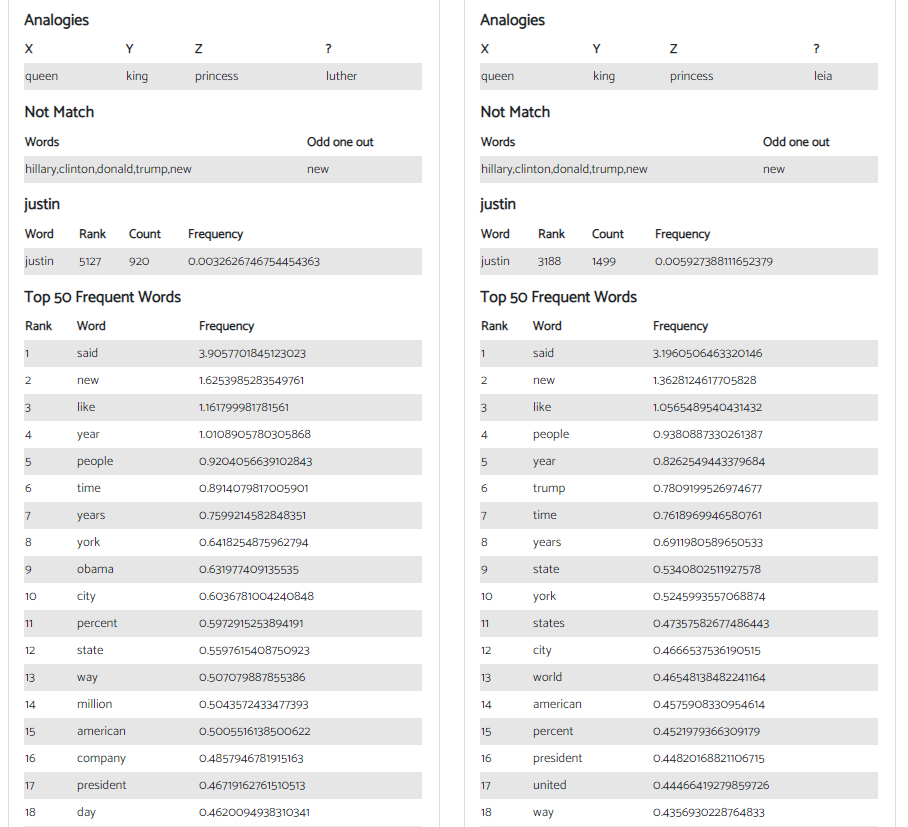 Analogies
X Y Z ?
queen king princess luther
Not Match
Words Odd one out
hillary,clinton,donald,trump,new new
justin
Word Rank Count Frequency
justin 5127 920 0.0032626746754454363
Top 50 Frequent Words
Rank Word Frequency
1 said 3.9057701845123023
2 new 1.6253985283549761
3 like 1.161799981781561
4 year 1.0108905780305868
5 people 0.9204056639102843
6 time 0.8914079817005901
7 years 0.7599214582848351
8 york 0.6418254875962794
9 obama 0.631977409135535
10 city 0.6036781004240848
11 percent 0.5972915253894191
12 state 0.5597615408750923
13 way 0.507079887855386
14 million 0.5043572433477393
15 american 0.5005516138500622
16 company 0.4857946781915163
17 president 0.46719162761510513
18 day 0.4620094938310341
Analogies
X Y Z ?
queen king princess leia
Not Match
Words Odd one out
hillary,clinton,donald,trump,new new
justin
Word Rank Count Frequency
justin 3188 1499 0.005927388111652379
Top 50 Frequent Words
Rank Word Frequency
1 said 3.1960506463320146
2 new 1.3628124617705828
3 like 1.0565489540431432
4 people 0.9380887330261387
5 year 0.8262549443379684
6 trump 0.7809199526974677
7 time 0.7618969946580761
8 years 0.6911980589650533
9 state 0.5340802511927578
10 york 0.5245993557068874
11 states 0.47357582677486443
12 city 0.4666537536190515
13 world 0.46548138482241164
14 american 0.4575908330954614
15 percent 0.4521979366309179
16 president 0.44820168821106715
17 united 0.44466419279859726
18 way 0.4356930228764833